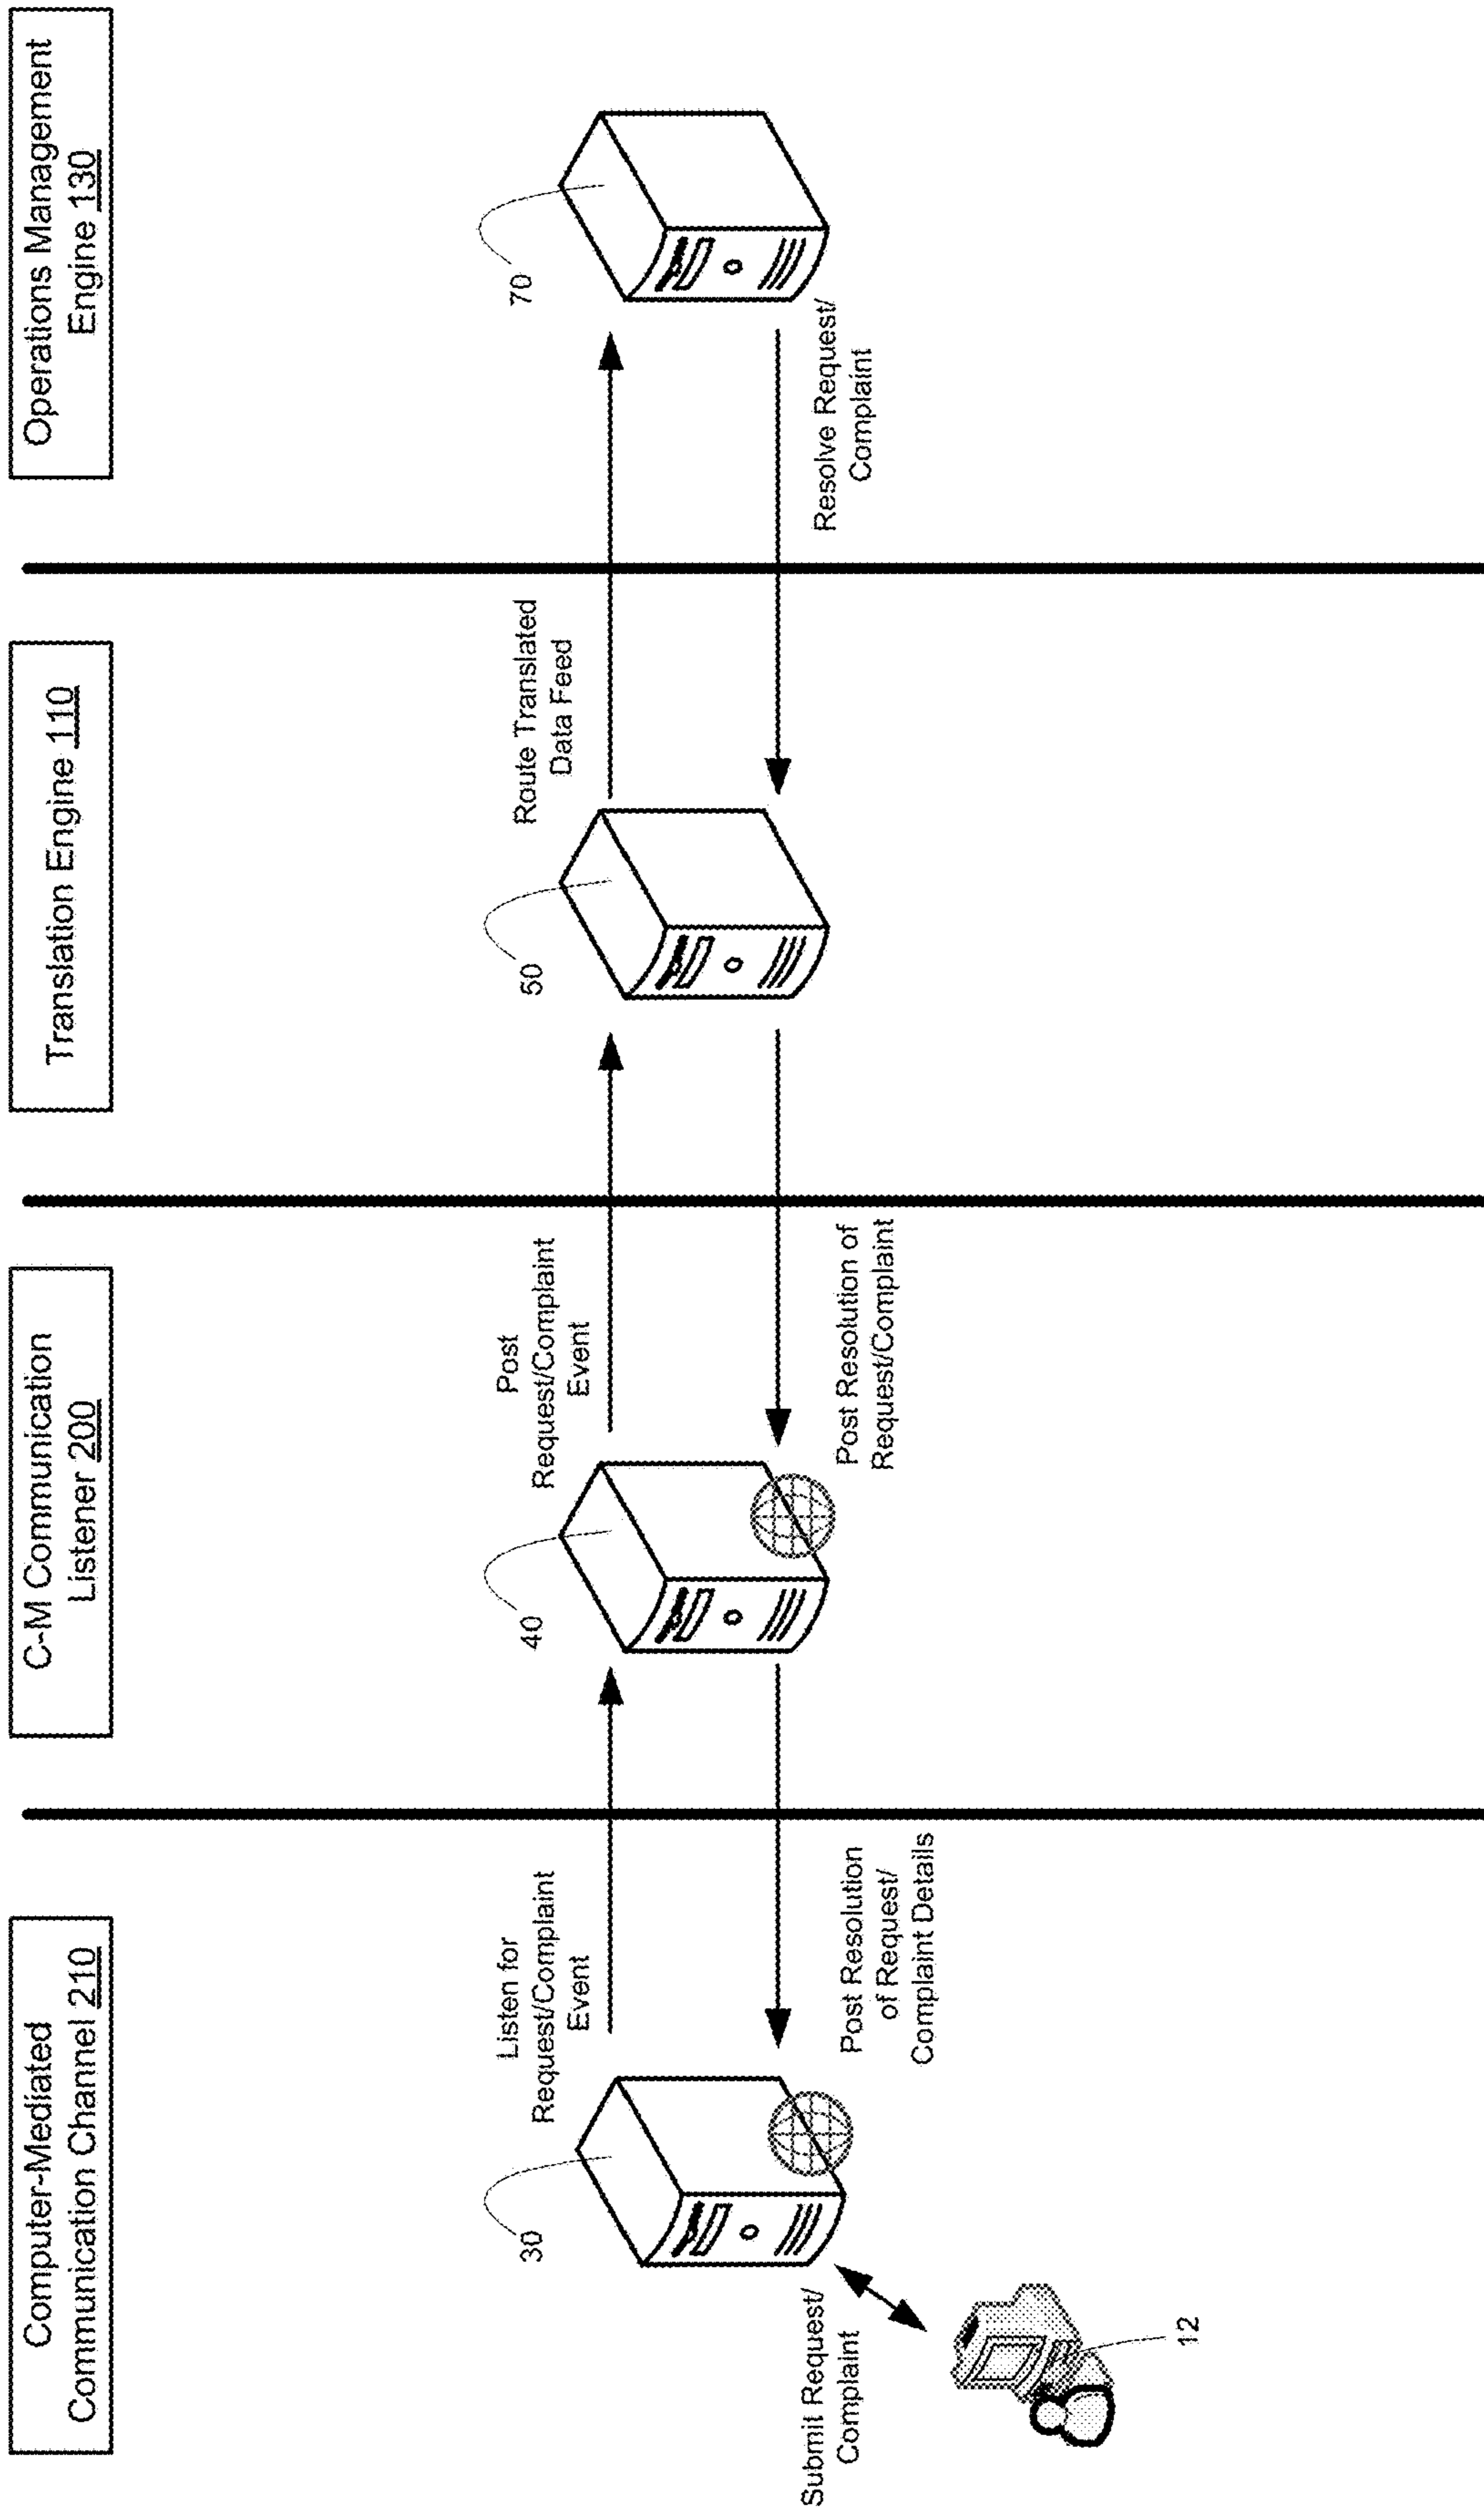 Computer-Mediated
Communication Channel 210
C-M Communication
Listener 200
Translation Engine 110
Operations Management
Engine 130
30
Listen for
Request/Complaint
Event
40
Post
Request/Complaint
Event
50
Route Translated
Data Feed
70
Submit Request/
Complaint
12
Post Resolution
of Request/
Complaint Details
Post Resolution of
Request/Complaint
Resolve Request/
Complaint